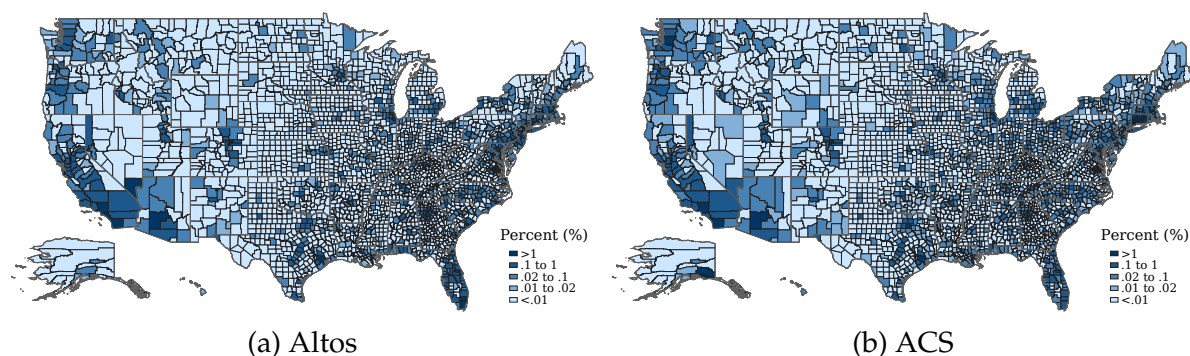 Percent (%)
>1
.1 to 1
.02 to .1
.01 to .02
<.01
(a) Altos
Percent (%)
>1
.1 to 1
.02 to .1
.01 to .02
<.01
(b) ACS